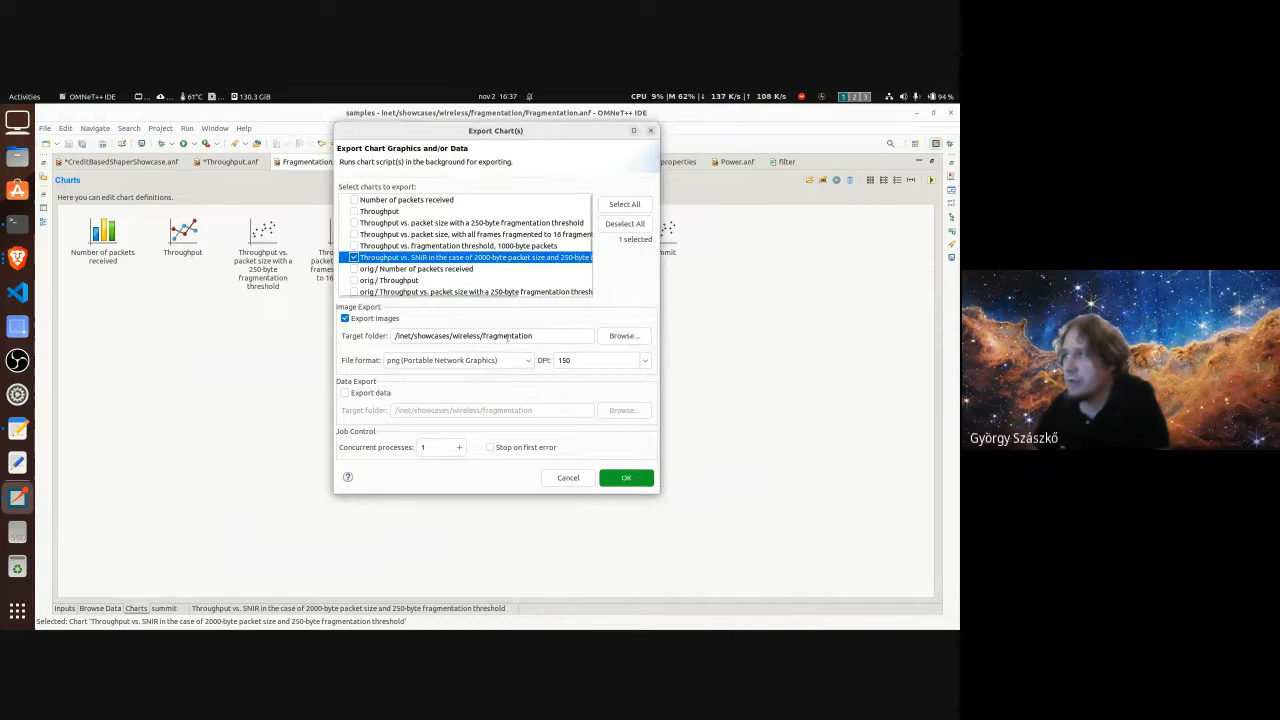 Activities
OMNeT++ IDE
61°C
130.3 GiB
nov 2 16:37
CPU 9% |M 62%| ↓ 137 K/s ↑ 108 K/s
1 2 3
94 %
samples - inet/showcases/wireless/fragmentation/Fragmentation.anf - OMNeT++ IDE
File Edit Navigate Search Project Run Window Help
*CreditBasedShaperShowcase.anf
*Throughput.anf
Fragmentation.
properties
Power.anf
filter
Charts
Here you can edit chart definitions.
Number of packets
received
Throughput
Throughput vs.
packet size with a
250-byte
fragmentation
threshold
Export Chart(s)
Export Chart Graphics and/or Data
Runs chart script(s) in the background for exporting.
Select charts to export:
Number of packets received
Throughput
Throughput vs. packet size with a 250-byte fragmentation threshold
Throughput vs. packet size, with all frames fragmented to 16 fragmen
Throughput vs. fragmentation threshold, 1000-byte packets
Throughput vs. SNIR in the case of 2000-byte packet size and 250-byte
orig / Number of packets received
orig / Throughput
orig / Throughput vs. packet size with a 250-byte fragmentation thresh
Select All
Deselect All
1 selected
Image Export
Export images
Target folder: /inet/showcases/wireless/fragmentation Browse...
File format: png (Portable Network Graphics) DPI: 150
Data Export
Export data
Target folder: /inet/showcases/wireless/fragmentation Browse...
Job Control
Concurrent processes: 1 + Stop on first error
? Cancel OK
György Szászkő
SSD
Inputs Browse Data Charts summit Throughput vs. SNIR in the case of 2000-byte packet size and 250-byte fragmentation threshold
Selected: Chart 'Throughput vs. SNIR in the case of 2000-byte packet size and 250-byte fragmentation threshold'